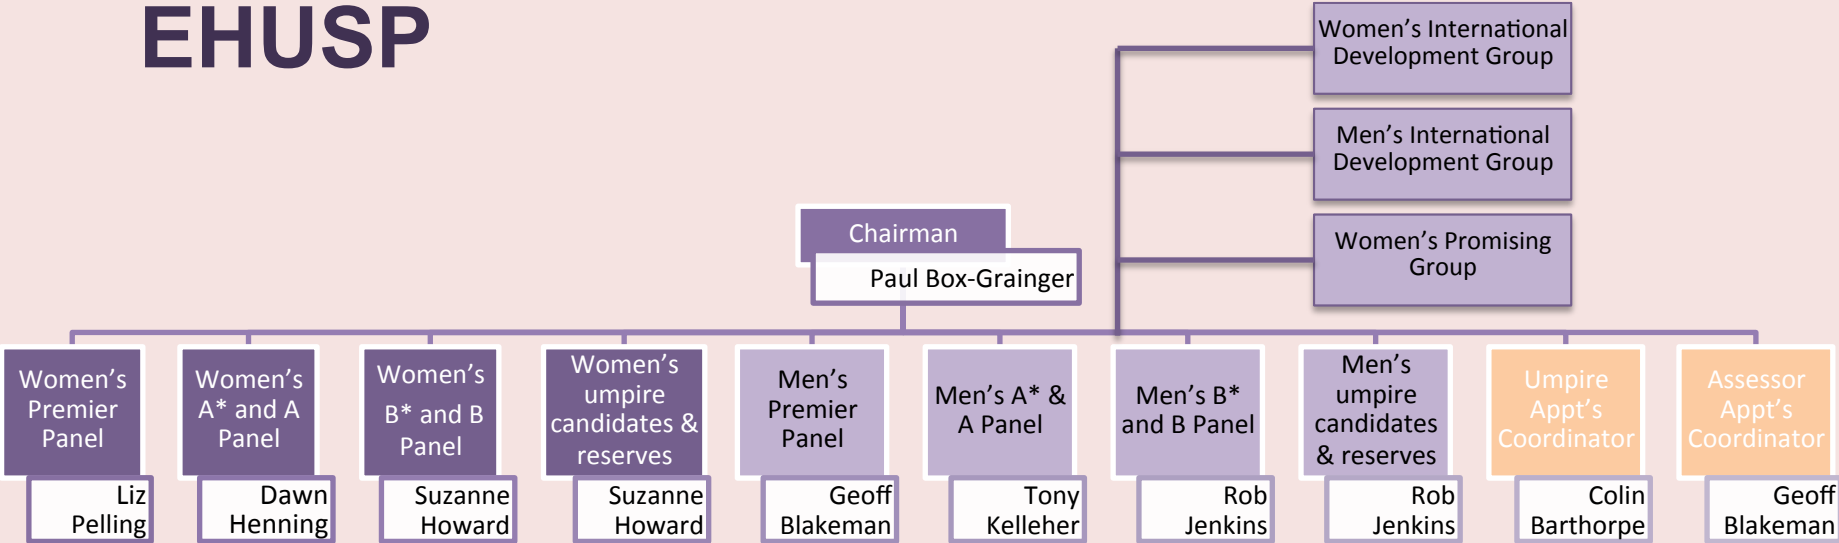 EHUSP
Women’s International
Development Group
Men’s International
Development Group
Women’s Promising
Group
Chairman
Paul Box-Grainger
Women’s
Premier
Panel
Liz
Pelling
Women’s
A* and A
Panel
Dawn
Henning
Women’s
B* and B
Panel
Suzanne
Howard
Women’s
umpire
candidates &
reserves
Suzanne
Howard
Men’s
Premier
Panel
Geoff
Blakeman
Men’s A* &
A Panel
Tony
Kelleher
Men’s B*
and B Panel
Rob
Jenkins
Men’s
umpire
candidates
& reserves
Rob
Jenkins
Umpire
Appt’s
Coordinator
Colin
Barthorpe
Assessor
Appt’s
Coordinator
Geoff
Blakeman